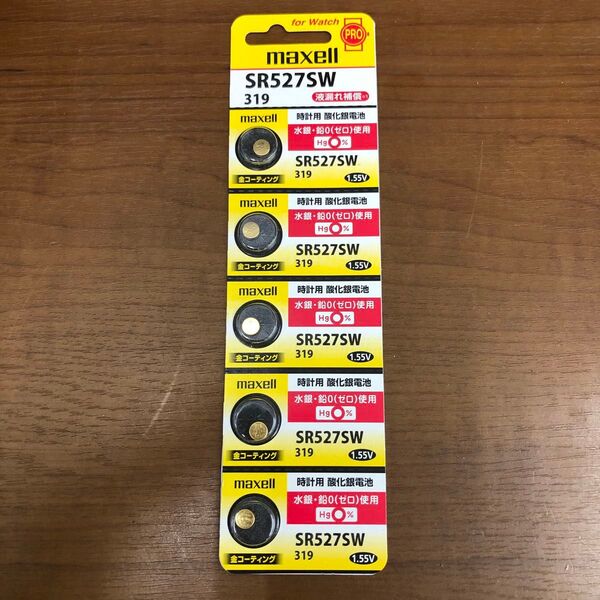 for Watch
PRO
maxell
SR527SW
319
液漏れ補償※1
maxell
時計用 酸化銀電池
水銀・鉛0(ゼロ)使用
Hg0%
SR527SW
319
金コーティング
1.55V
maxell
時計用 酸化銀電池
水銀・鉛0(ゼロ)使用
Hg0%
SR527SW
319
金コーティング
1.55V
maxell
時計用 酸化銀電池
水銀・鉛0(ゼロ)使用
Hg0%
SR527SW
319
金コーティング
1.55V
maxell
時計用 酸化銀電池
水銀・鉛0(ゼロ)使用
Hg0%
SR527SW
319
金コーティング
1.55V
maxell
時計用 酸化銀電池
水銀・鉛0(ゼロ)使用
Hg0%
SR527SW
319
金コーティング
1.55V